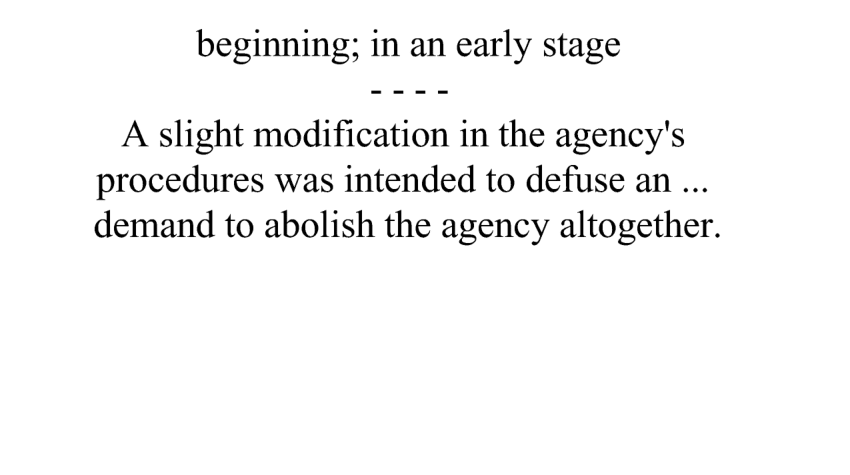 beginning; in an early stage
- - - -
A slight modification in the agency's
procedures was intended to defuse an ...
demand to abolish the agency altogether.